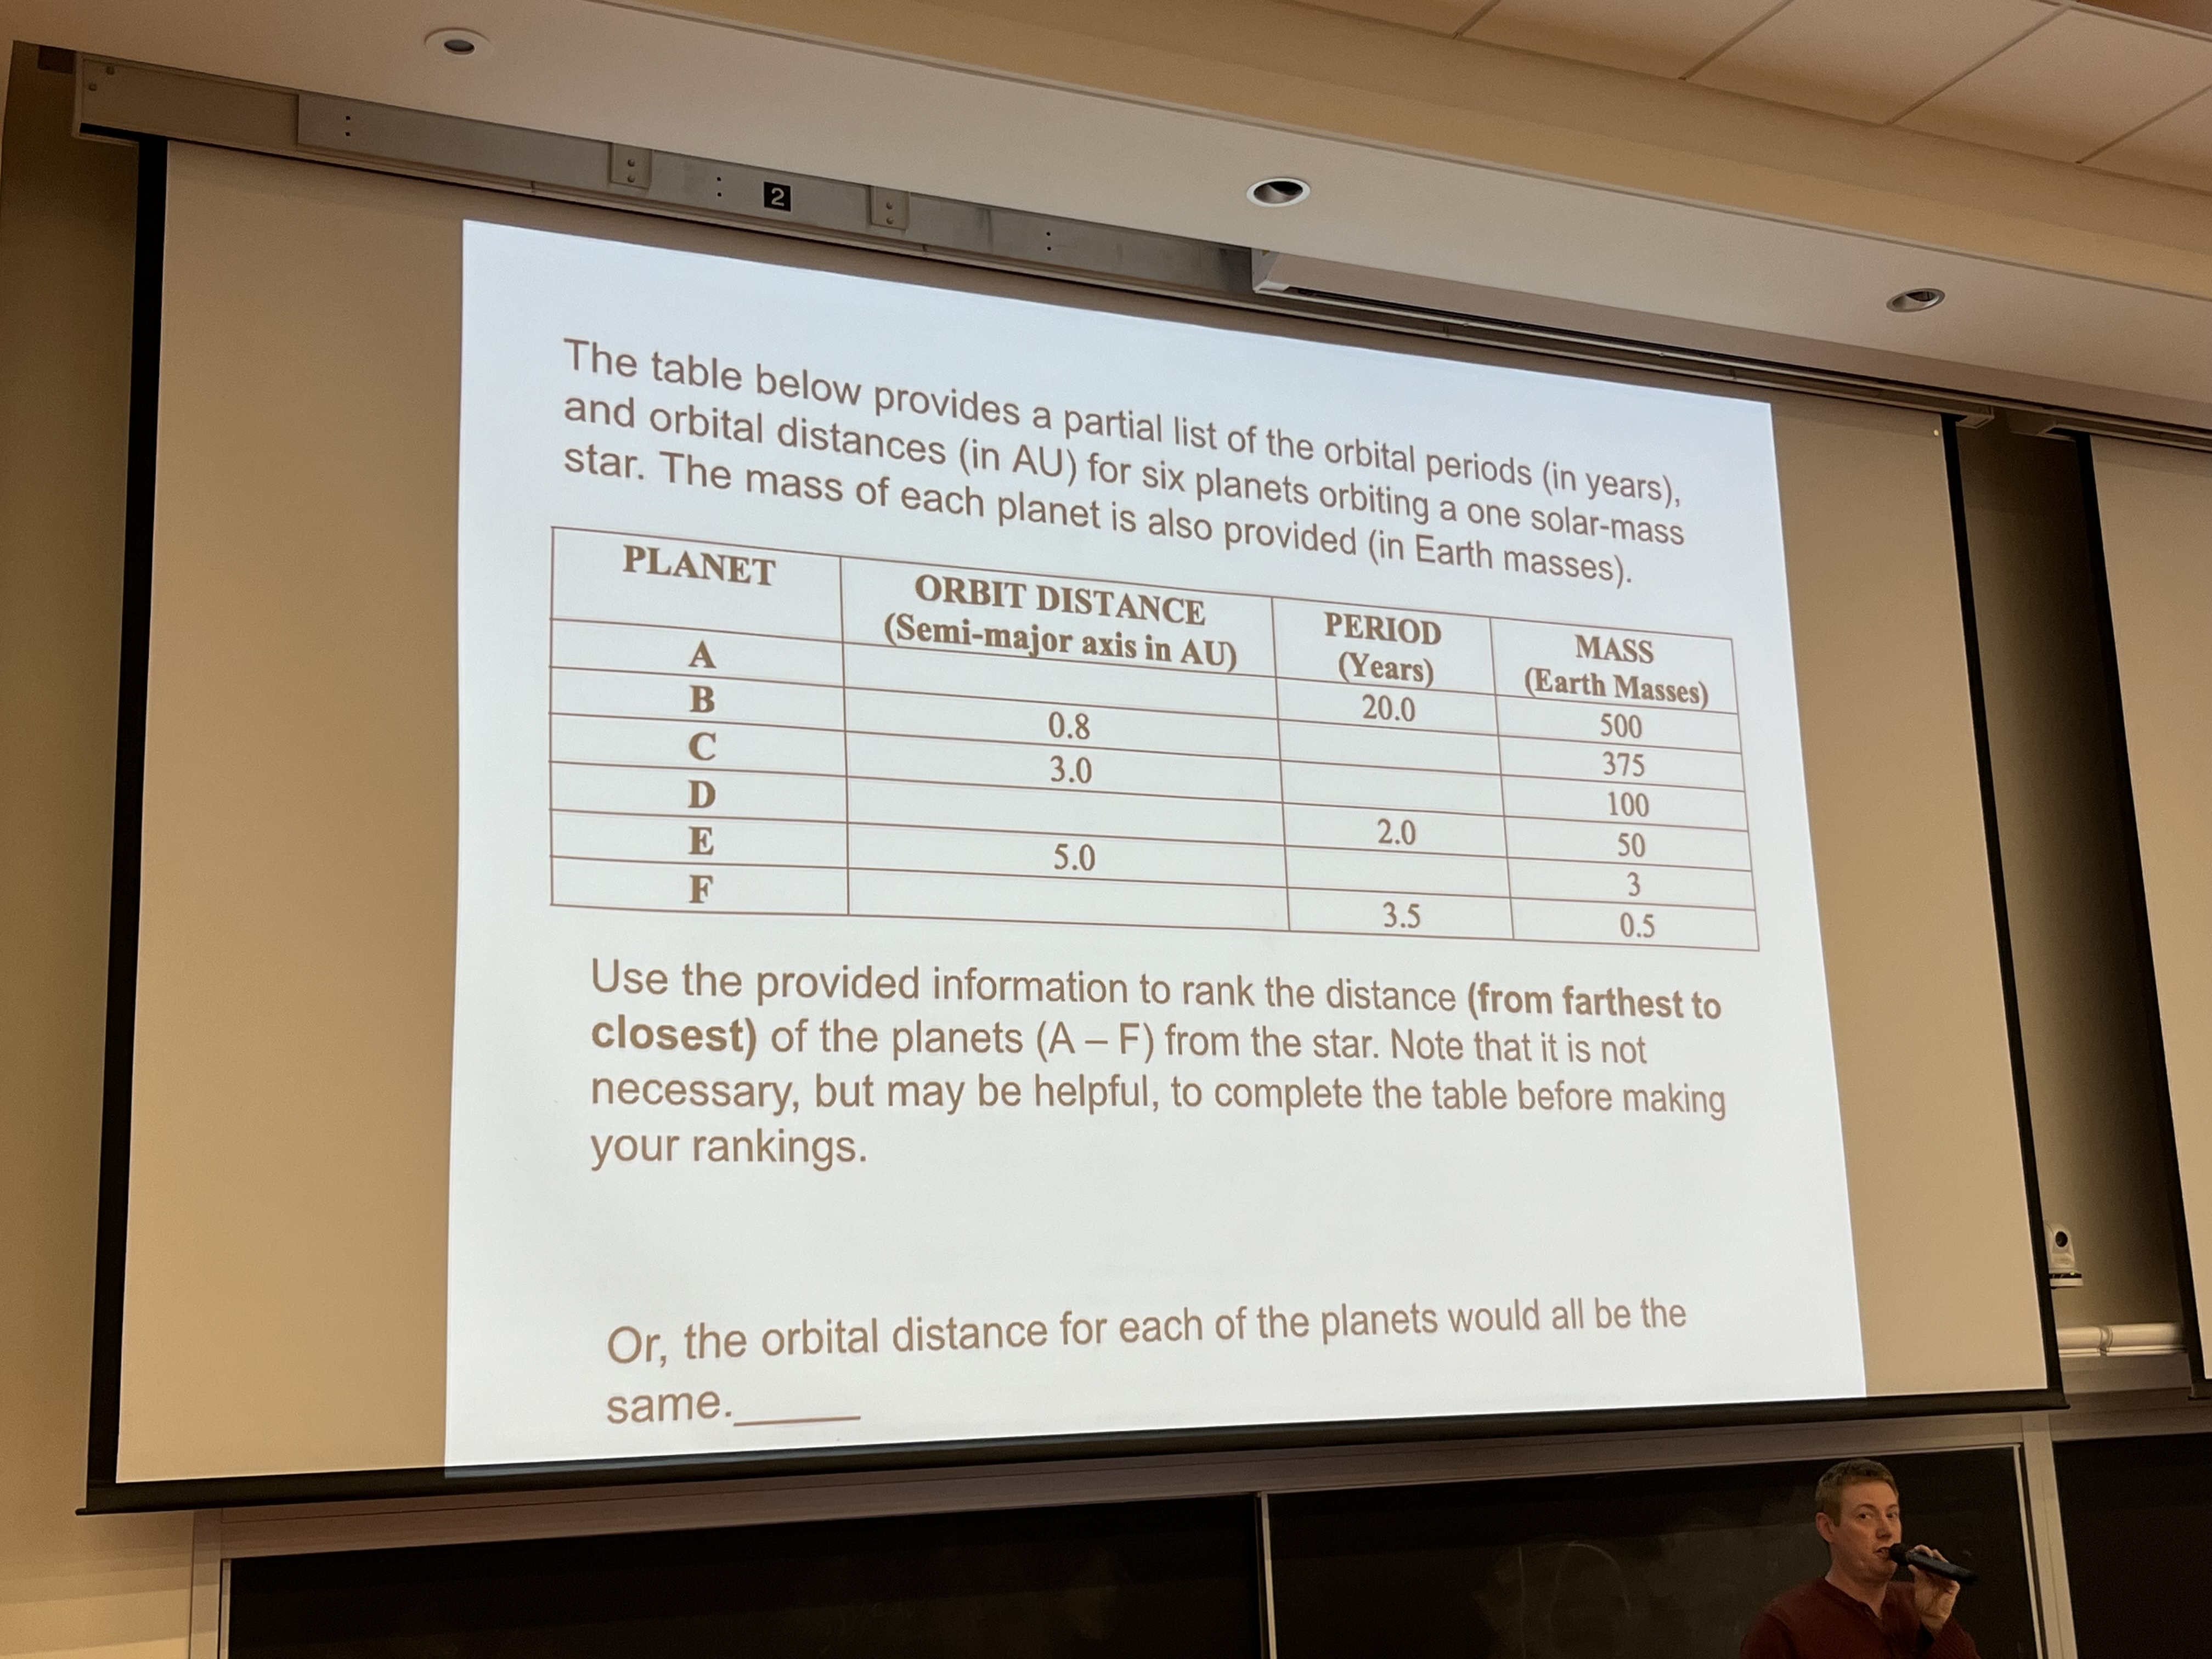 2
The table below provides a partial list of the orbital periods (in years),
and orbital distances (in AU) for six planets orbiting a one solar-mass
star. The mass of each planet is also provided (in Earth masses).
PLANET ORBIT DISTANCE (Semi-major axis in AU) PERIOD (Years) MASS (Earth Masses)
A 20.0 500
B 0.8 375
C 3.0 100
D 2.0 50
E 5.0 3
F 3.5 0.5
Use the provided information to rank the distance (from farthest to
closest) of the planets (A – F) from the star. Note that it is not
necessary, but may be helpful, to complete the table before making
your rankings.
Or, the orbital distance for each of the planets would all be the
same._____